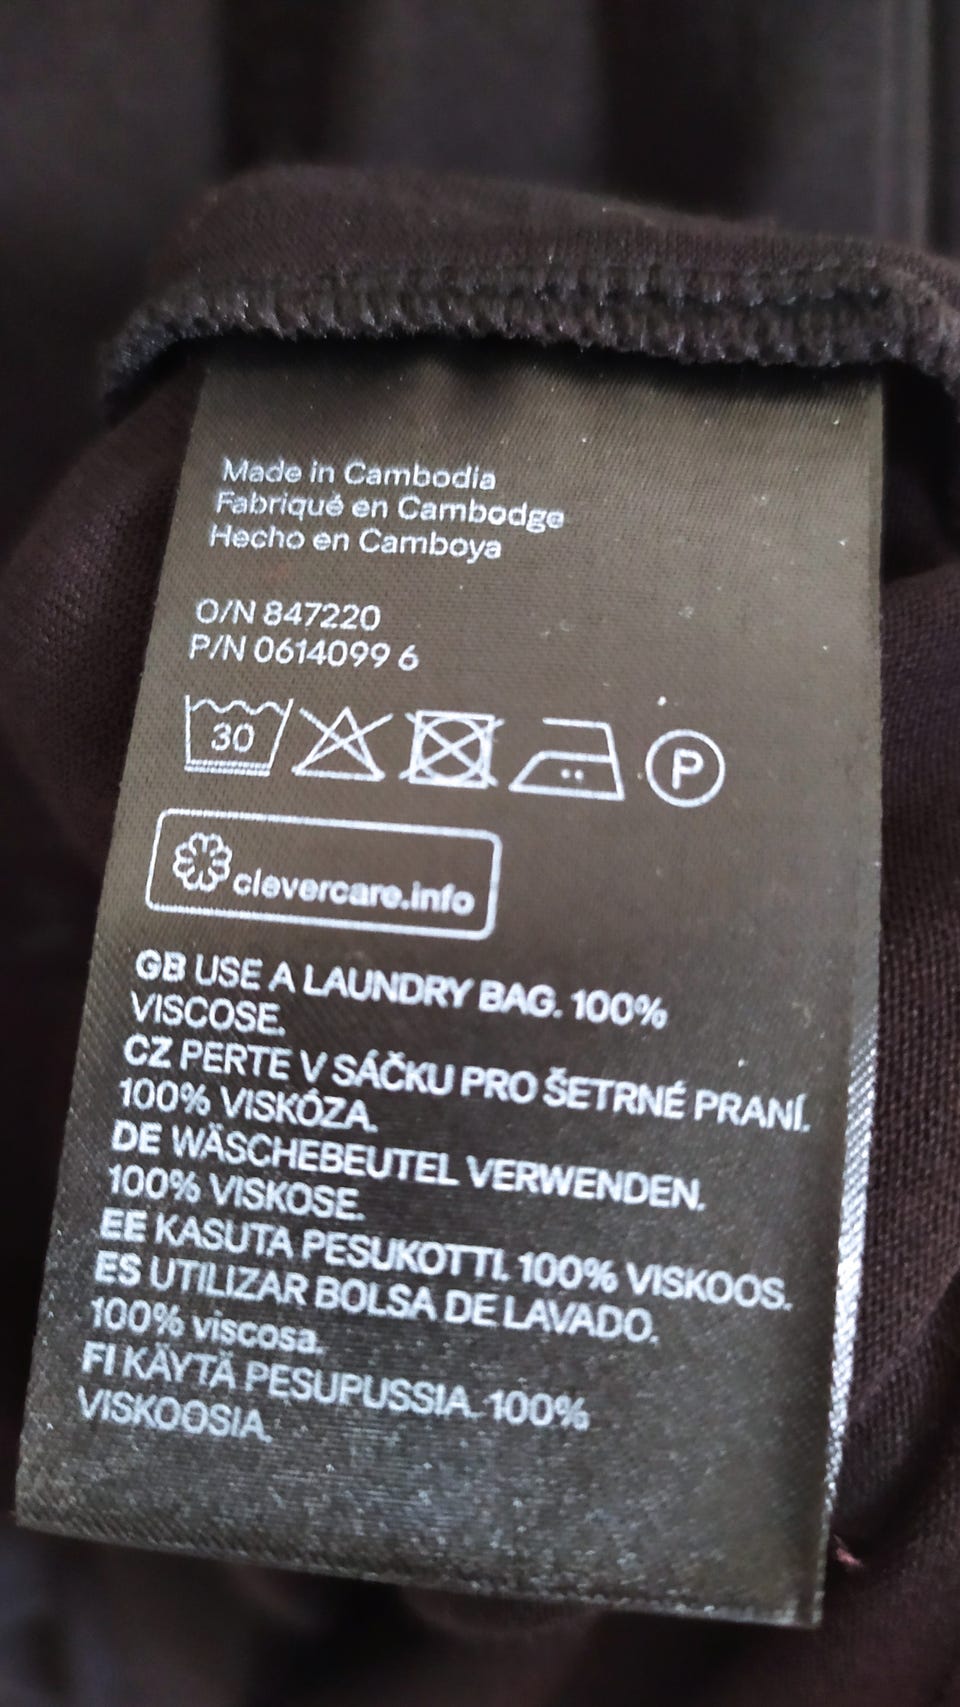 Made in Cambodia
Fabriqué en Cambodge
Hecho en Camboya
O/N 847220
P/N 0614099 6
30 P
clevercare.info
GB USE A LAUNDRY BAG. 100%
VISCOSE.
CZ PERTE V SÁČKU PRO ŠETRNÉ PRANÍ.
100% VISKÓZA.
DE WÄSCHEBEUTEL VERWENDEN.
100% VISKOSE.
EE KASUTA PESUKOTTI. 100% VISKOOS.
ES UTILIZAR BOLSA DE LAVADO.
100% viscosa.
FI KÄYTÄ PESUPUSSIA. 100%
VISKOOSIA.